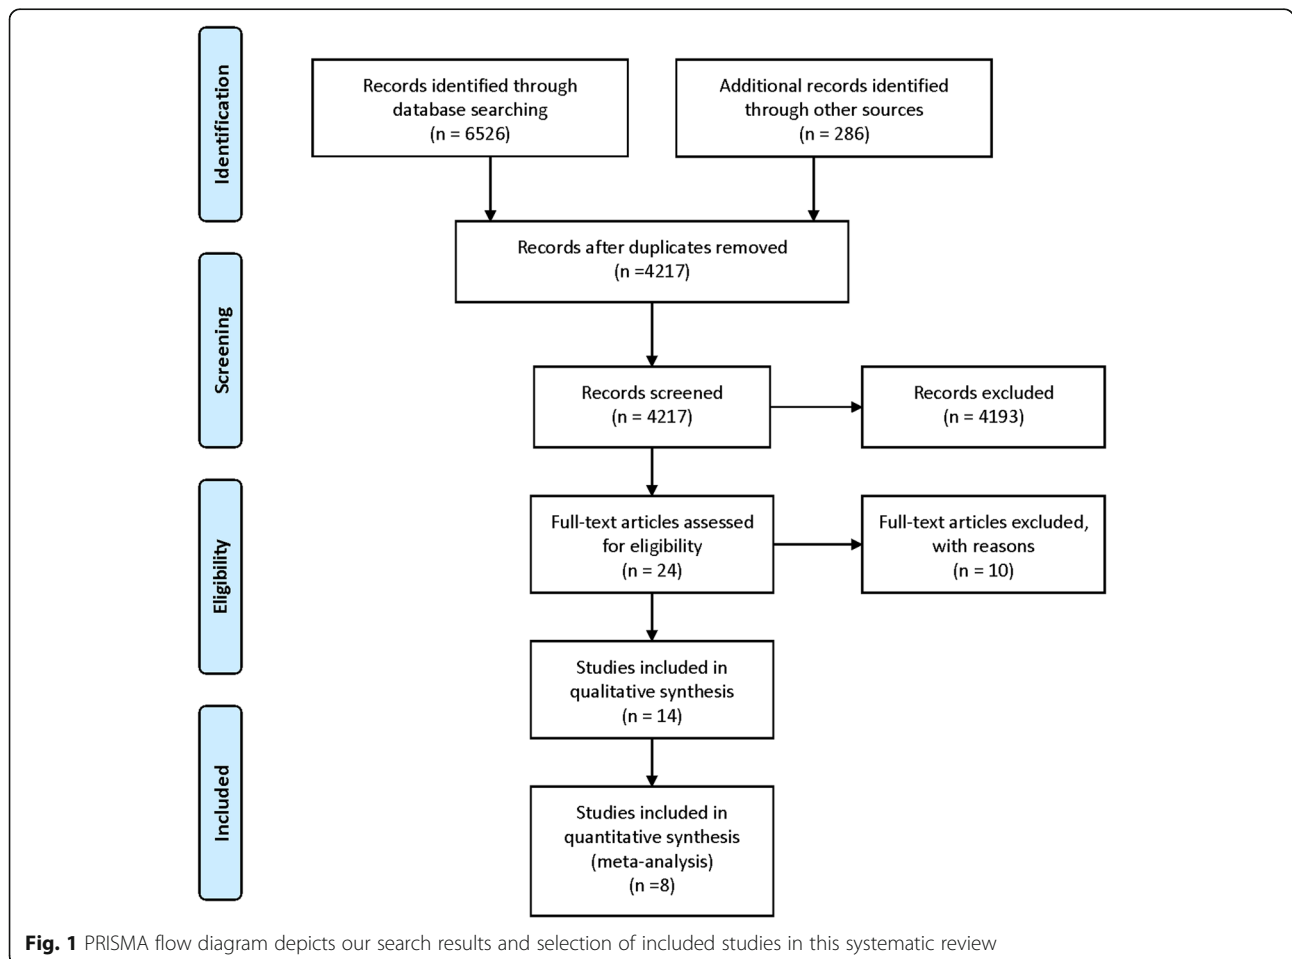 Identification
Records identified through
database searching
(n = 6526)
Additional records identified
through other sources
(n = 286)
Records after duplicates removed
(n =4217)
Screening
Records screened
(n = 4217)
Records excluded
(n = 4193)
Eligibility
Full-text articles assessed
for eligibility
(n = 24)
Full-text articles excluded,
with reasons
(n = 10)
Studies included in
qualitative synthesis
(n = 14)
Included
Studies included in
quantitative synthesis
(meta-analysis)
(n =8)
Fig. 1 PRISMA flow diagram depicts our search results and selection of included studies in this systematic review